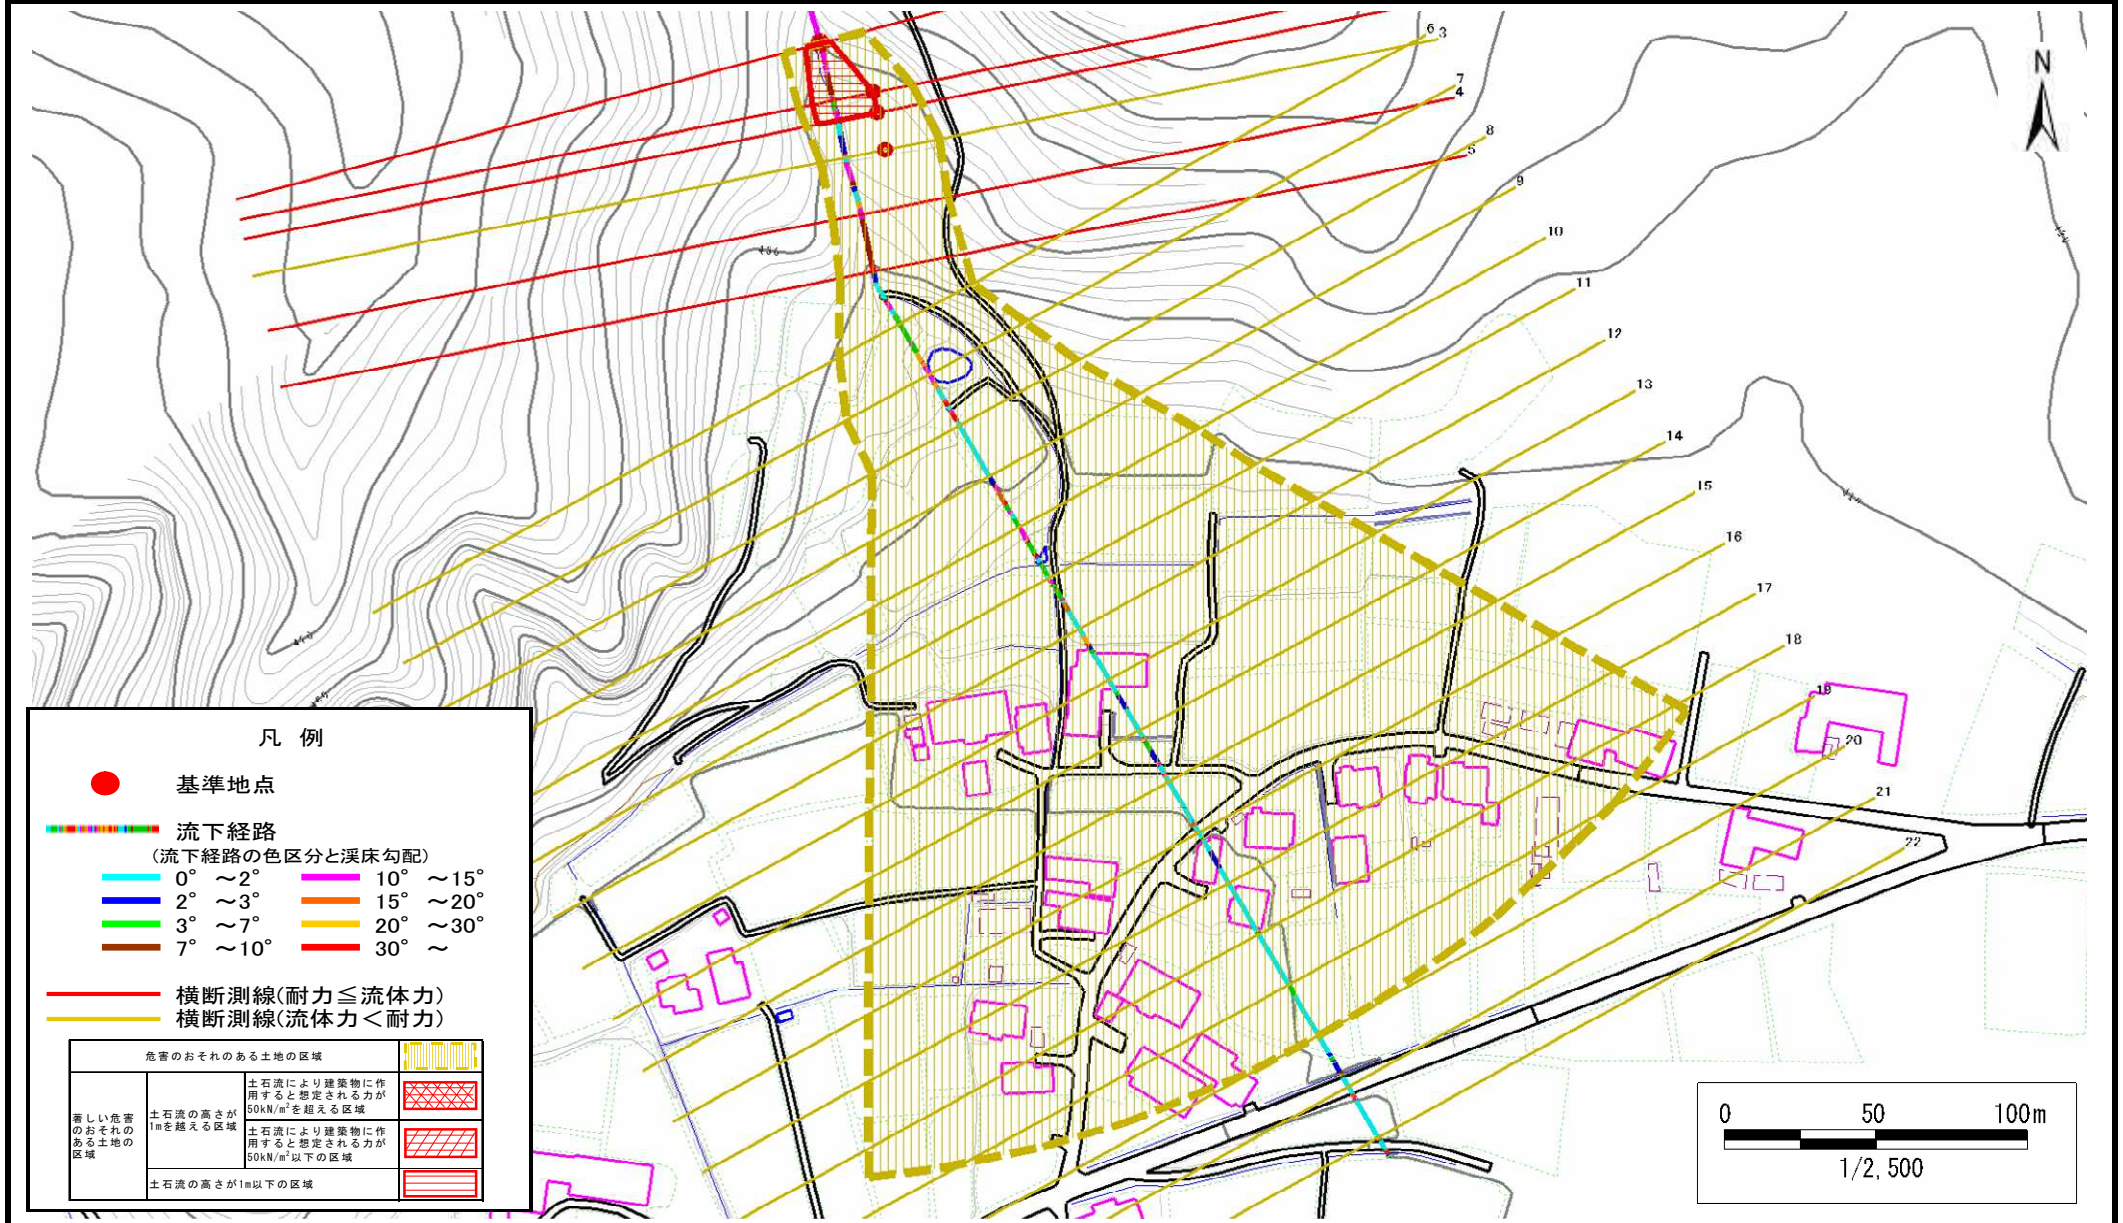 6 3
7
4
8
5
9
10
11
12
13
14
15
16
17
18
19
20
21
22
N
凡 例
基準地点
流下経路
(流下経路の色区分と渓床勾配)
0° ～2° 10° ～15°
2° ～3° 15° ～20°
3° ～7° 20° ～30°
7° ～10° 30° ～
横断測線(耐力≦流体力)
横断測線(流体力＜耐力)
危害のおそれのある土地の区域
著しい危害
のおそれの
ある土地の
区域
土石流の高さが
1mを越える区域
土石流により建築物に作
用すると想定される力が
50kN/m²を超える区域
土石流により建築物に作
用すると想定される力が
50kN/m²以下の区域
土石流の高さが1m以下の区域
0 50 100m
1/2,500